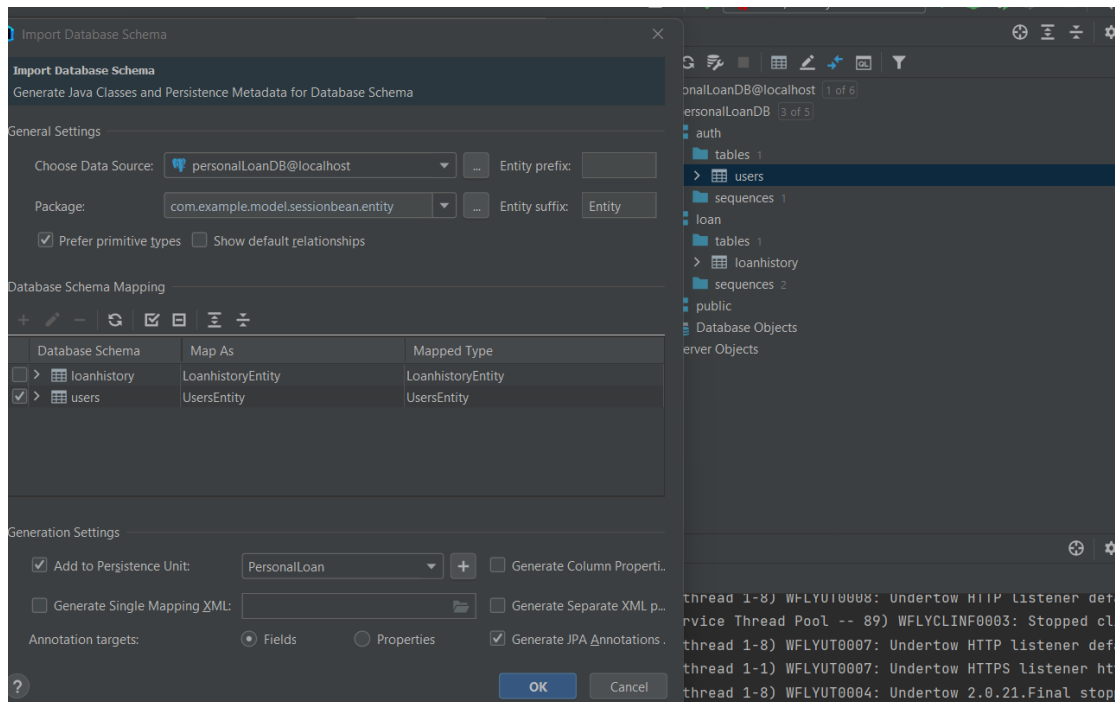 Import Database Schema
Import Database Schema
Generate Java Classes and Persistence Metadata for Database Schema
General Settings
Choose Data Source: personalLoanDB@localhost ... Entity prefix:
Package: com.example.model.sessionbean.entity ... Entity suffix: Entity
Prefer primitive types Show default relationships
Database Schema Mapping
Database Schema Map As Mapped Type
loanhistory LoanhistoryEntity LoanhistoryEntity
users UsersEntity UsersEntity
Generation Settings
Add to Persistence Unit: PersonalLoan Generate Column Properti..
Generate Single Mapping XML: Generate Separate XML p...
Annotation targets: Fields Properties Generate JPA Annotations .
? OK Cancel
QL
onalLoanDB@localhost 1 of 6
ersonalLoanDB 3 of 5
auth
tables 1
users
sequences 1
loan
tables 1
loanhistory
sequences 2
public
Database Objects
erver Objects
thread 1-8) WFLYUT0008: Undertow HTTP listener defa
rvice Thread Pool -- 89) WFLYCLINF0003: Stopped cl
thread 1-8) WFLYUT0007: Undertow HTTP listener defa
thread 1-1) WFLYUT0007: Undertow HTTPS listener ht
thread 1-8) WFLYUT0004: Undertow 2.0.21.Final stop